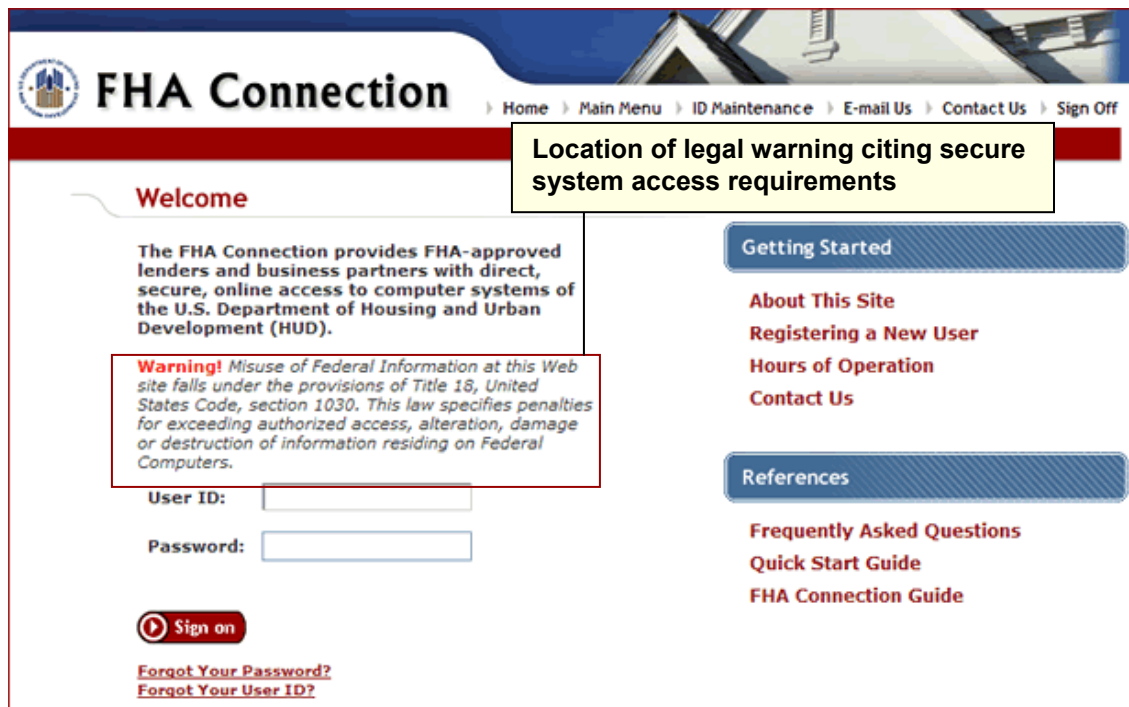 FHA Connection
Home Main Menu ID Maintenance E-mail Us Contact Us Sign Off
Location of legal warning citing secure
system access requirements
Welcome
The FHA Connection provides FHA-approved
lenders and business partners with direct,
secure, online access to computer systems of
the U.S. Department of Housing and Urban
Development (HUD).
Warning! Misuse of Federal Information at this Web
site falls under the provisions of Title 18, United
States Code, section 1030. This law specifies penalties
for exceeding authorized access, alteration, damage
or destruction of information residing on Federal
Computers.
User ID:
Password:
Sign on
Forgot Your Password?
Forgot Your User ID?
Getting Started
About This Site
Registering a New User
Hours of Operation
Contact Us
References
Frequently Asked Questions
Quick Start Guide
FHA Connection Guide